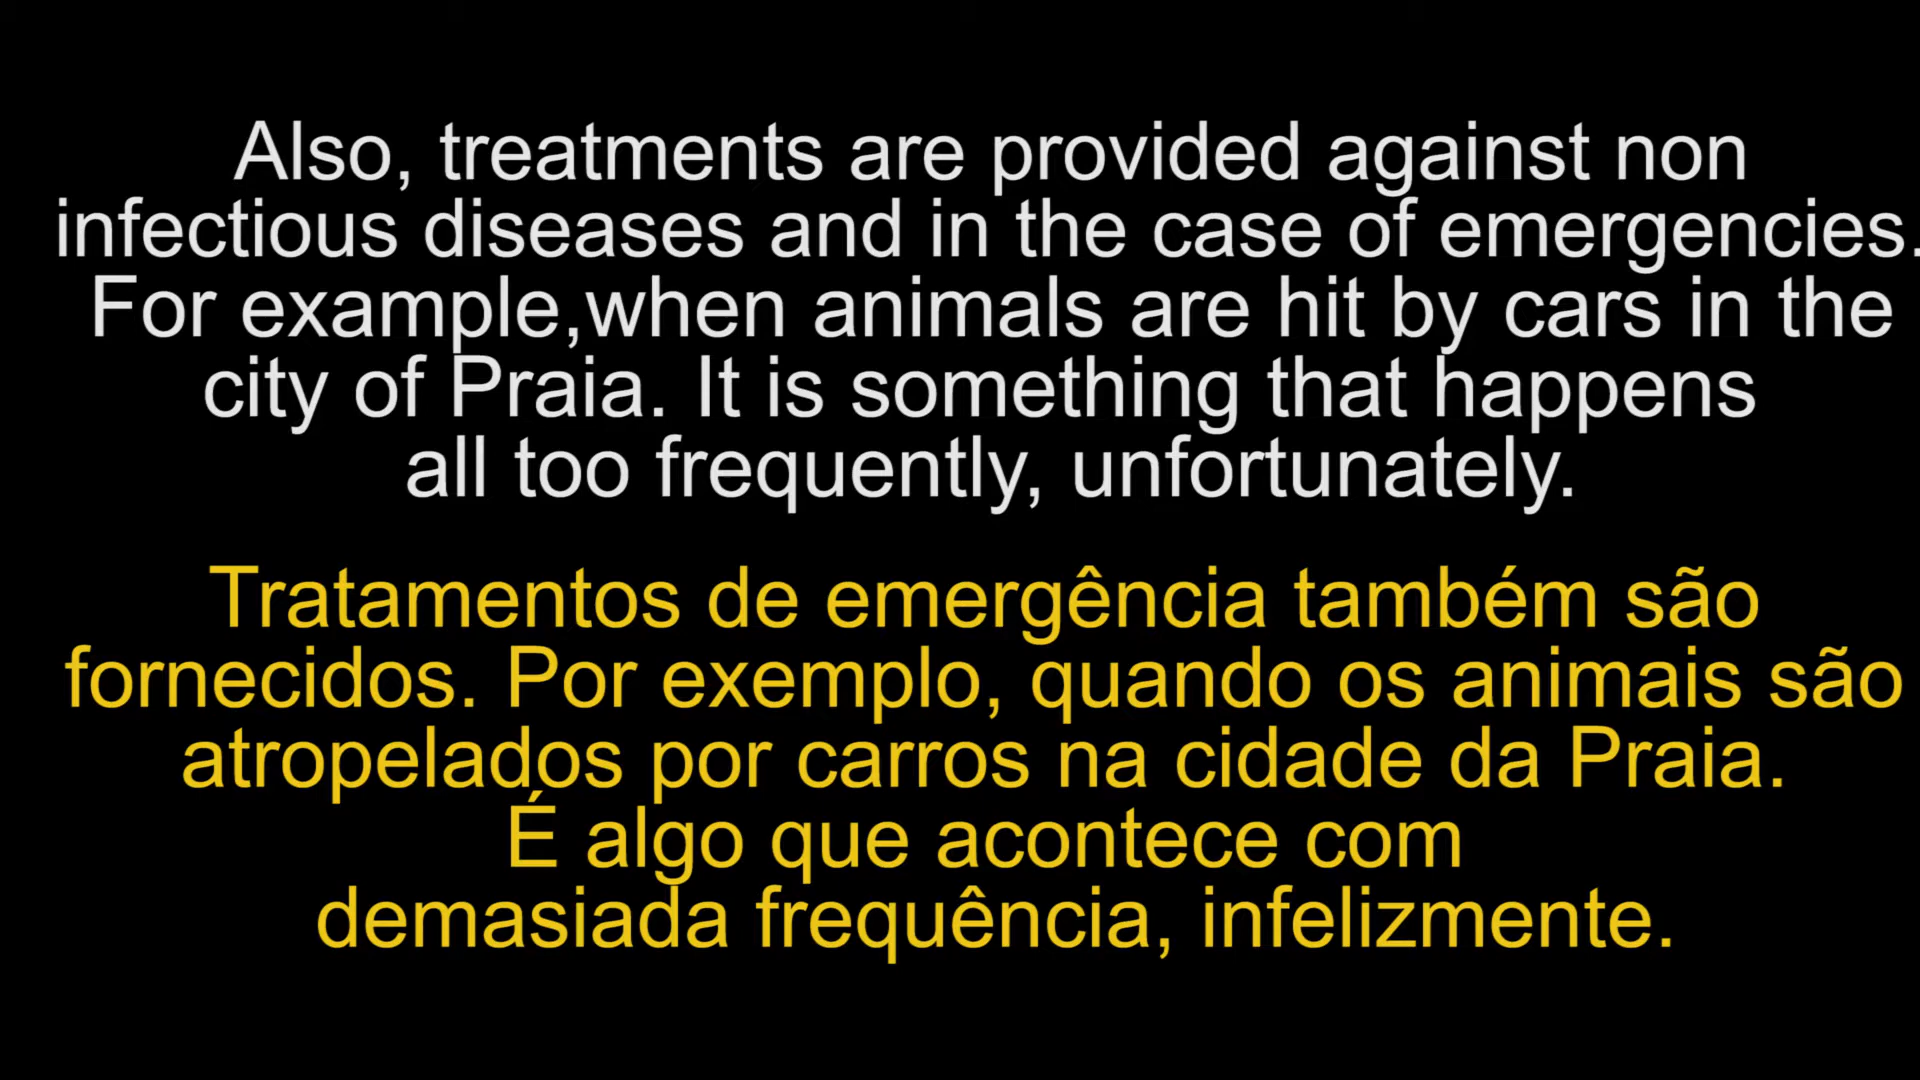 Also, treatments are provided against non
infectious diseases and in the case of emergencies.
For example,when animals are hit by cars in the
city of Praia. It is something that happens
all too frequently, unfortunately.
Tratamentos de emergência também são
fornecidos. Por exemplo, quando os animais são
atropelados por carros na cidade da Praia.
É algo que acontece com
demasiada frequência, infelizmente.